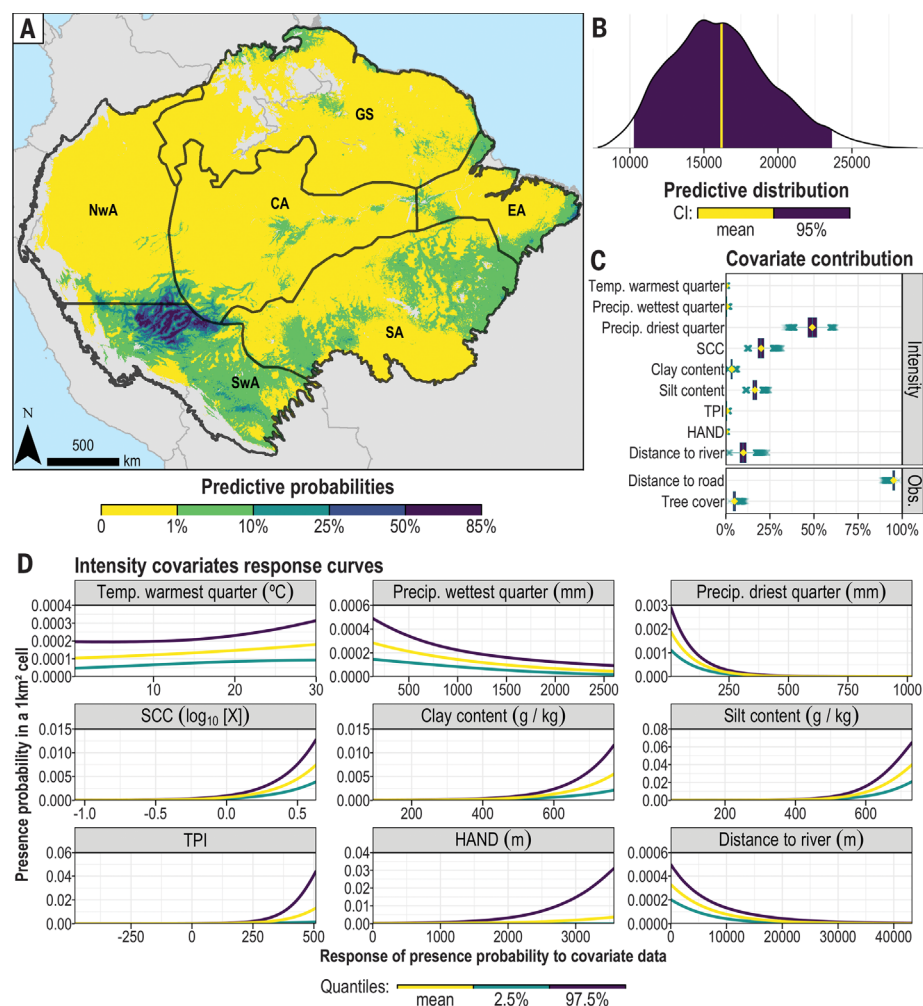 A
GS
NwA
CA
EA
SA
SwA
N
500
km
Predictive probabilities
0 1% 10% 25% 50% 85%
B
10000 15000 20000 25000
Predictive distribution
CI:
mean 95%
C Covariate contribution
Temp. warmest quarter
Precip. wettest quarter
Precip. driest quarter
SCC
Clay content
Silt content
TPI
HAND
Distance to river
Intensity
Distance to road
Tree cover
Obs.
0% 25% 50% 75% 100%
D Intensity covariates response curves
Presence probability in a 1km² cell
Temp. warmest quarter (ºC)
0.0004
0.0003
0.0002
0.0001
0.0000
10 20 30
Precip. wettest quarter (mm)
0.0006
0.0004
0.0002
0.0000
500 1000 1500 2000 2500
Precip. driest quarter (mm)
0.003
0.002
0.001
0.000
250 500 750 1000
SCC (log₁₀ [X])
0.015
0.010
0.005
0.000
-1.0 -0.5 0.0 0.5
Clay content (g / kg)
0.015
0.010
0.005
0.000
200 400 600
Silt content (g / kg)
0.08
0.06
0.04
0.02
0.00
200 400 600
TPI
0.06
0.04
0.02
0.00
-250 0 250 500
HAND (m)
0.04
0.03
0.02
0.01
0.00
0 1000 2000 3000
Distance to river (m)
0.0006
0.0004
0.0002
0.0000
0 10000 20000 30000 40000
Response of presence probability to covariate data
Quantiles:
mean 2.5% 97.5%